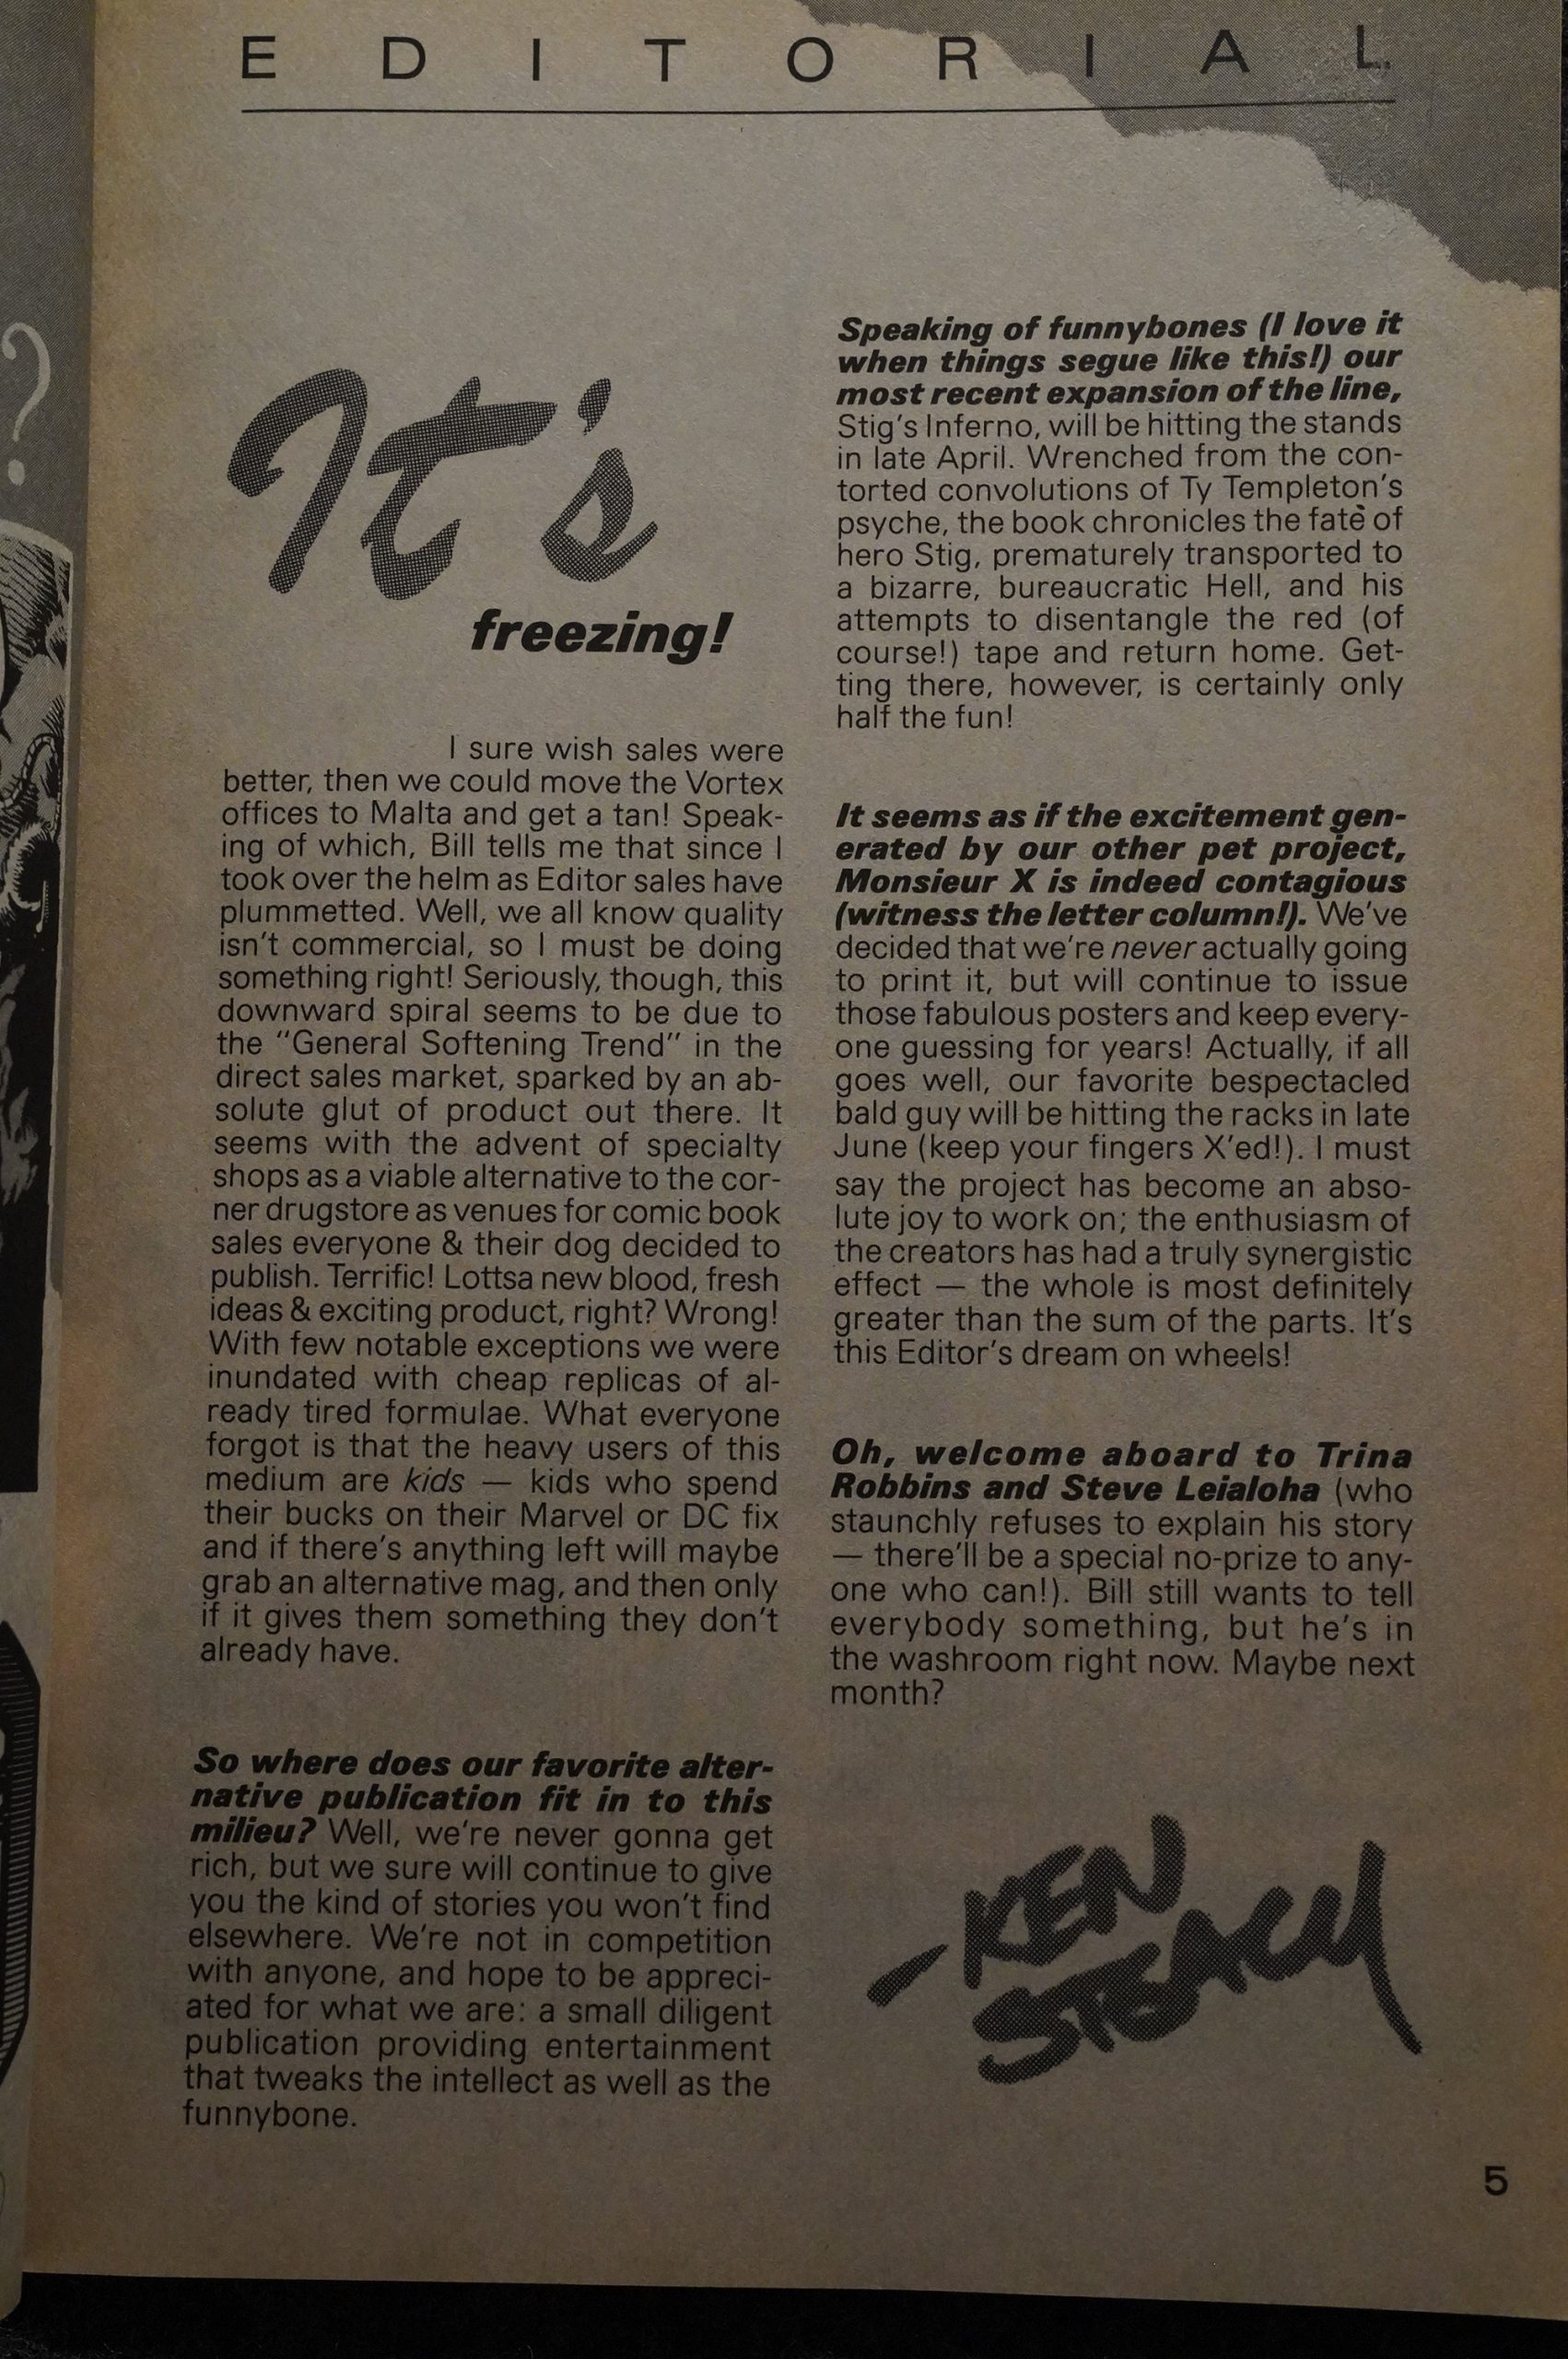 EDITORIAL
It's
freezing!
I sure wish sales were
better, then we could move the Vortex
offices to Malta and get a tan! Speak-
ing of which, Bill tells me that since I
took over the helm as Editor sales have
plummetted. Well, we all know quality
isn't commercial, so I must be doing
something right! Seriously, though, this
downward spiral seems to be due to
the "General Softening Trend" in the
direct sales market, sparked by an ab-
solute glut of product out there. It
seems with the advent of specialty
shops as a viable alternative to the cor-
ner drugstore as venues for comic book
sales everyone & their dog decided to
publish. Terrific! Lottsa new blood, fresh
ideas & exciting product, right? Wrong!
With few notable exceptions we were
inundated with cheap replicas of al-
ready tired formulae. What everyone
forgot is that the heavy users of this
medium are kids — kids who spend
their bucks on their Marvel or DC fix
and if there's anything left will maybe
grab an alternative mag, and then only
if it gives them something they don't
already have.
So where does our favorite alter-
native publication fit in to this
milieu? Well, we're never gonna get
rich, but we sure will continue to give
you the kind of stories you won't find
elsewhere. We're not in competition
with anyone, and hope to be appreci-
ated for what we are: a small diligent
publication providing entertainment
that tweaks the intellect as well as the
funnybone.
Speaking of funnybones (I love it
when things segue like this!) our
most recent expansion of the line,
Stig's Inferno, will be hitting the stands
in late April. Wrenched from the con-
torted convolutions of Ty Templeton's
psyche, the book chronicles the fate of
hero Stig, prematurely transported to
a bizarre, bureaucratic Hell, and his
attempts to disentangle the red (of
course!) tape and return home. Get-
ting there, however, is certainly only
half the fun!
It seems as if the excitement gen-
erated by our other pet project,
Monsieur X is indeed contagious
(witness the letter column!). We've
decided that we're never actually going
to print it, but will continue to issue
those fabulous posters and keep every-
one guessing for years! Actually, if all
goes well, our favorite bespectacled
bald guy will be hitting the racks in late
June (keep your fingers X'ed!). I must
say the project has become an abso-
lute joy to work on; the enthusiasm of
the creators has had a truly synergistic
effect — the whole is most definitely
greater than the sum of the parts. It's
this Editor's dream on wheels!
Oh, welcome aboard to Trina
Robbins and Steve Leialoha (who
staunchly refuses to explain his story
— there'll be a special no-prize to any-
one who can!). Bill still wants to tell
everybody something, but he's in
the washroom right now. Maybe next
month?
-KEN
STEACY
5
?